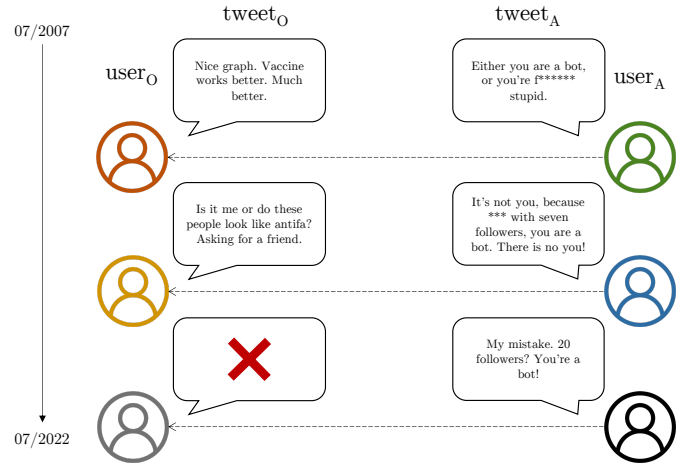 07/2007
tweet_O
tweet_A
user_O
user_A
Nice graph. Vaccine
works better. Much
better.
Either you are a bot,
or you're f******
stupid.
Is it me or do these
people look like antifa?
Asking for a friend.
It's not you, because
*** with seven
followers, you are a
bot. There is no you!
My mistake. 20
followers? You're a
bot!
07/2022